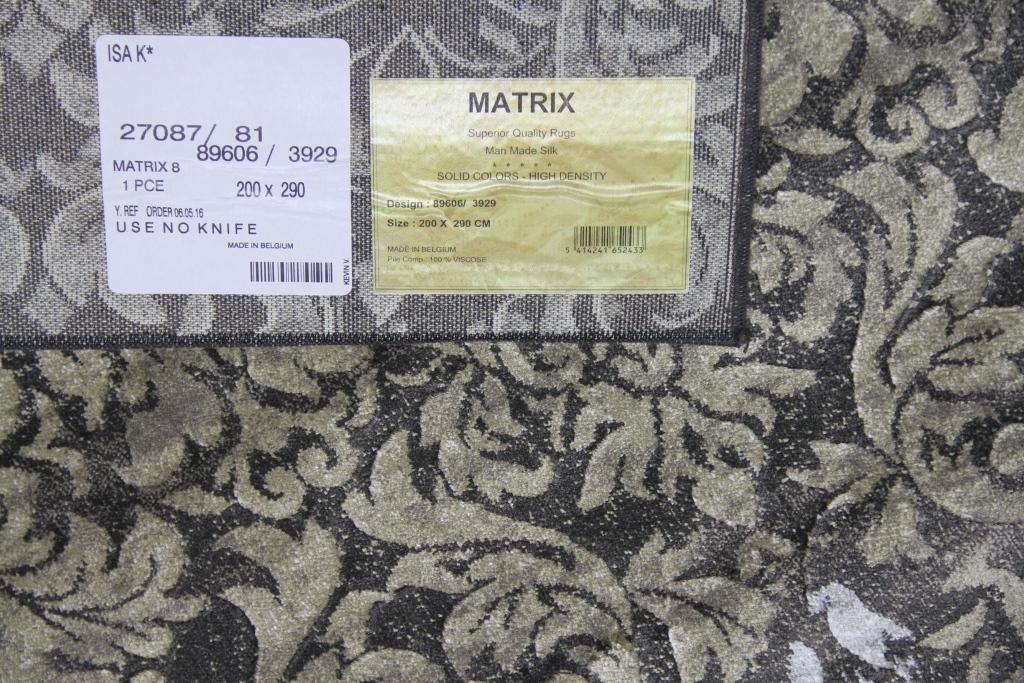 ISA K*
27087/ 81
89606 / 3929
MATRIX 8
1 PCE 200 x 290
Y. REF ORDER 06.05.16
USE NO KNIFE
MADE IN BELGIUM
KEVIN V.
MATRIX
Superior Quality Rugs
Man Made Silk
★ ★ ★ ★ ★
SOLID COLORS - HIGH DENSITY
Design : 89606/ 3929
Size : 200 X 290 CM
MADE IN BELGIUM
Pile Comp.: 100 % VISCOSE
5 414241 652433